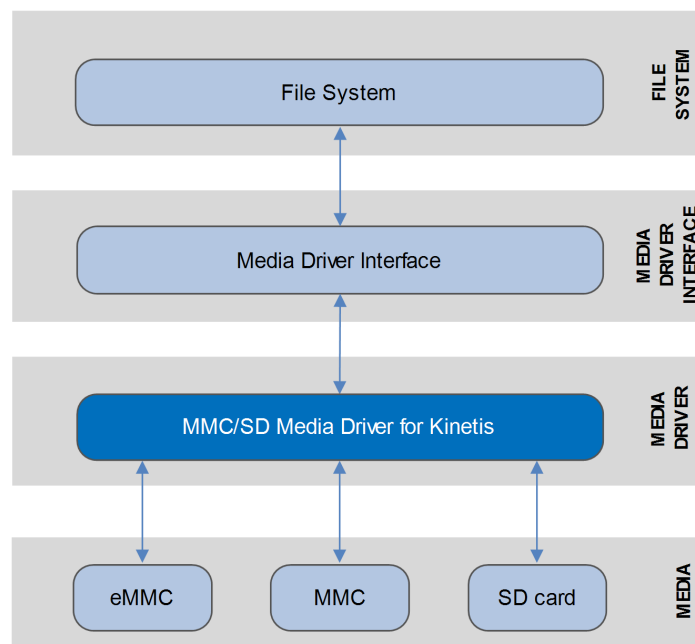 File System
FILE
SYSTEM
Media Driver Interface
MEDIA
DRIVER
INTERFACE
MMC/SD Media Driver for Kinetis
MEDIA
DRIVER
eMMC
MMC
SD card
MEDIA